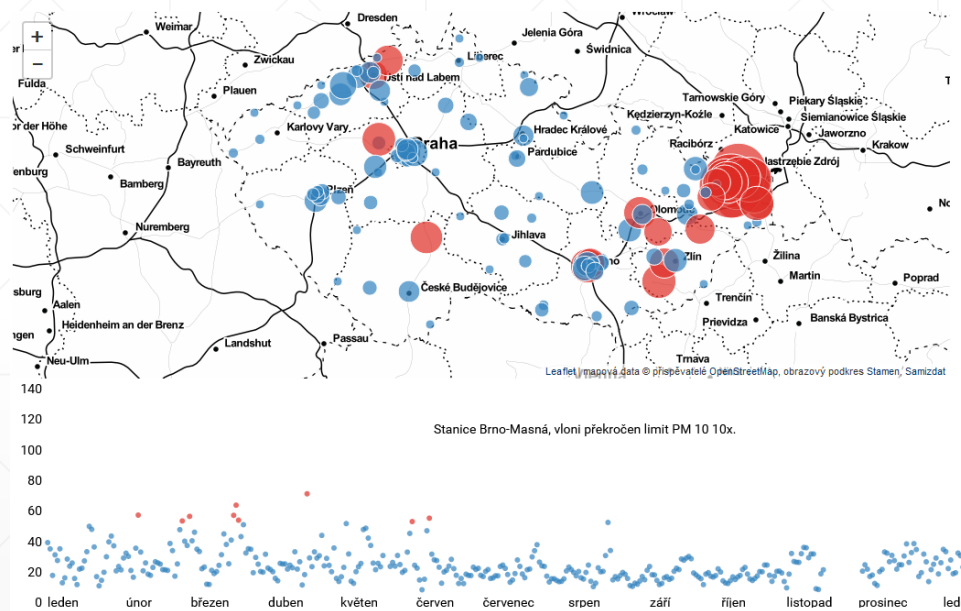 Dresden
Weimar
Jelenia Góra
Świdnica
+
−
Zwickau
Liberec
Ústí nad Labem
Fulda
Plauen
Tarnowskie Góry
Piekary Śląskie
Kędzierzyn-Koźle
Siemianowice Śląskie
Karlovy Vary
Hradec Králové
Katowice
Jaworzno
Praha
Racibórz
Krakow
Schweinfurt
Pardubice
Jastrzębie Zdrój
Bayreuth
Bamberg
Plzeň
Olomouc
Nuremberg
Jihlava
Zlín
Žilina
Martin
Poprad
České Budějovice
Trenčín
Aalen
Prievidza
Banská Bystrica
Heidenheim an der Brenz
Passau
Landshut
Neu-Ulm
Trnava
Leaflet | mapová data © přispěvatelé OpenStreetMap, obrazový podkres Stamen, Samizdat
140
120
Stanice Brno-Masná, vloni překročen limit PM 10 10x.
100
80
60
40
20
0 leden únor březen duben květen červen červenec srpen září říjen listopad prosinec